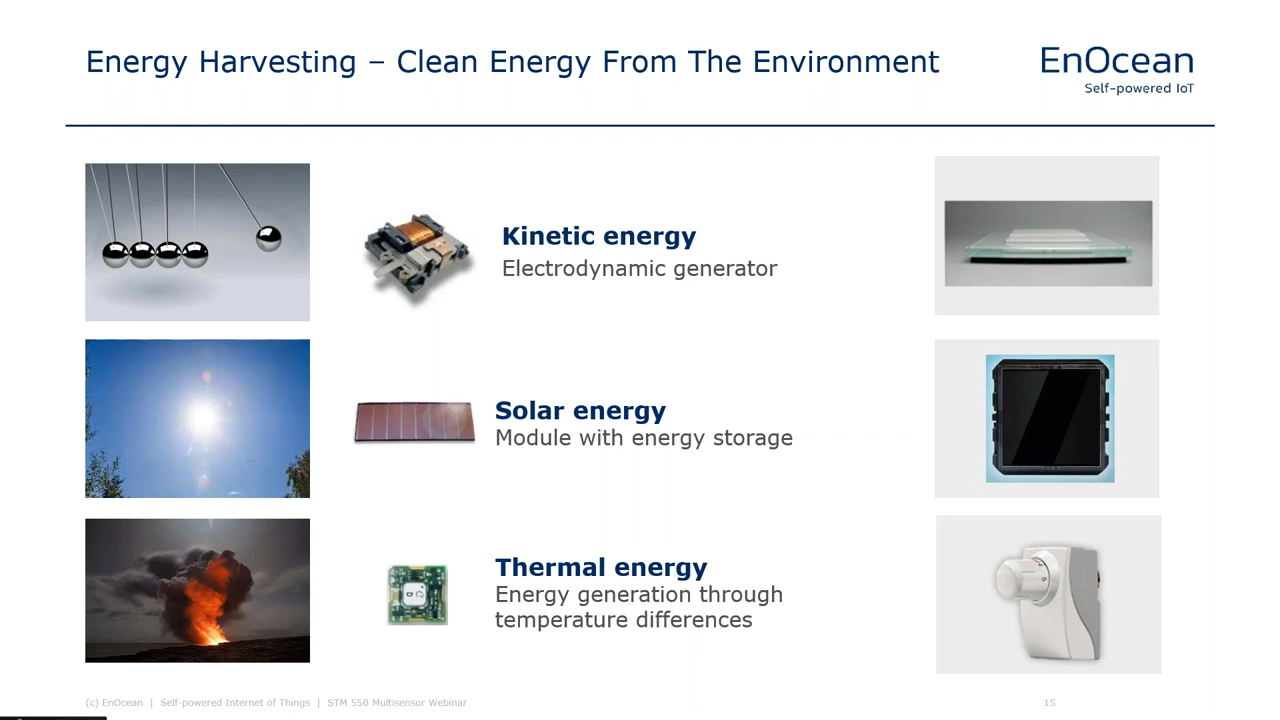 Energy Harvesting – Clean Energy From The Environment
EnOcean
Self-powered IoT
Kinetic energy
Electrodynamic generator
Solar energy
Module with energy storage
Thermal energy
Energy generation through
temperature differences
(c) EnOcean | Self-powered Internet of Things | STM 550 Multisensor Webinar
15